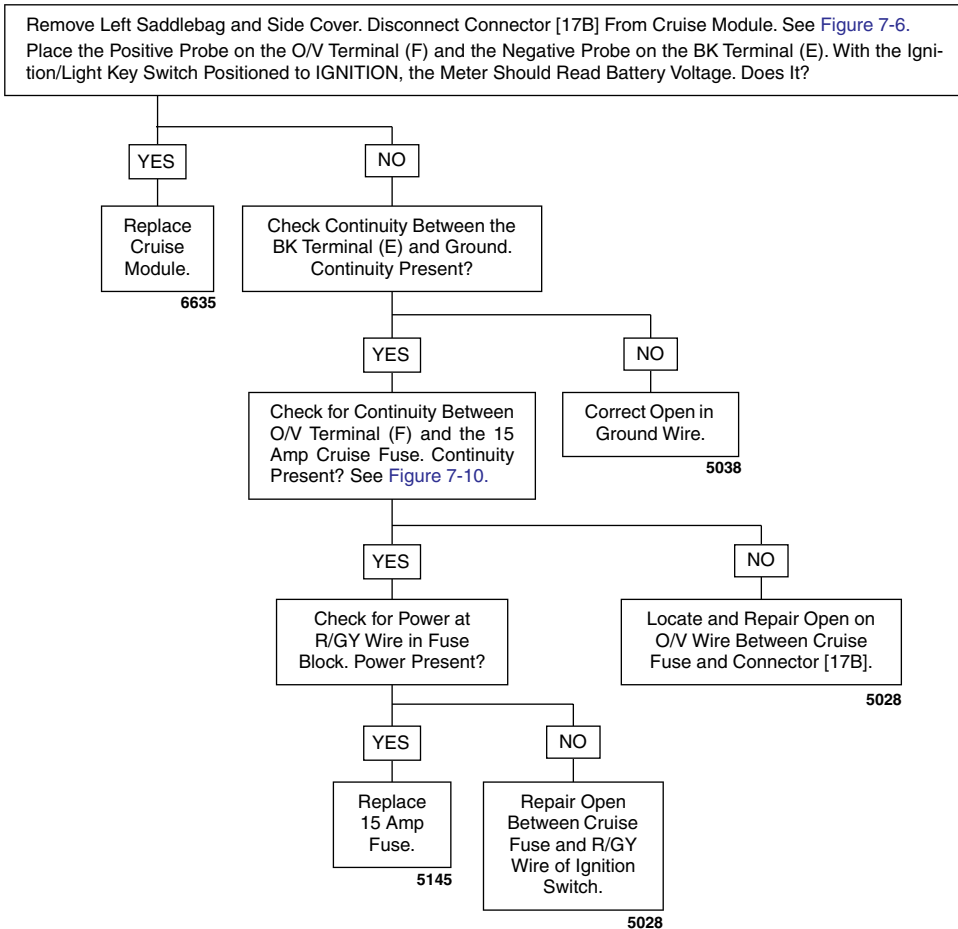 Remove Left Saddlebag and Side Cover. Disconnect Connector [17B] From Cruise Module. See Figure 7-6.
Place the Positive Probe on the O/V Terminal (F) and the Negative Probe on the BK Terminal (E). With the Igni-
tion/Light Key Switch Positioned to IGNITION, the Meter Should Read Battery Voltage. Does It?
YES
NO
Replace
Cruise
Module.
6635
Check Continuity Between the
BK Terminal (E) and Ground.
Continuity Present?
YES
NO
Check for Continuity Between
O/V Terminal (F) and the 15
Amp Cruise Fuse. Continuity
Present? See Figure 7-10.
Correct Open in
Ground Wire.
5038
YES
NO
Check for Power at
R/GY Wire in Fuse
Block. Power Present?
Locate and Repair Open on
O/V Wire Between Cruise
Fuse and Connector [17B].
5028
YES
NO
Replace
15 Amp
Fuse.
5145
Repair Open
Between Cruise
Fuse and R/GY
Wire of Ignition
Switch.
5028